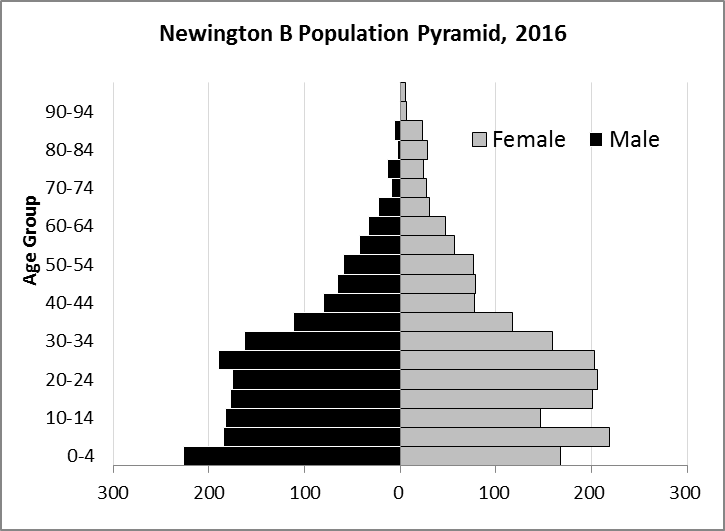 Newington B Population Pyramid, 2016
90-94
Female Male
80-84
70-74
60-64
Age Group
50-54
40-44
30-34
20-24
10-14
0-4
300 200 100 0 100 200 300